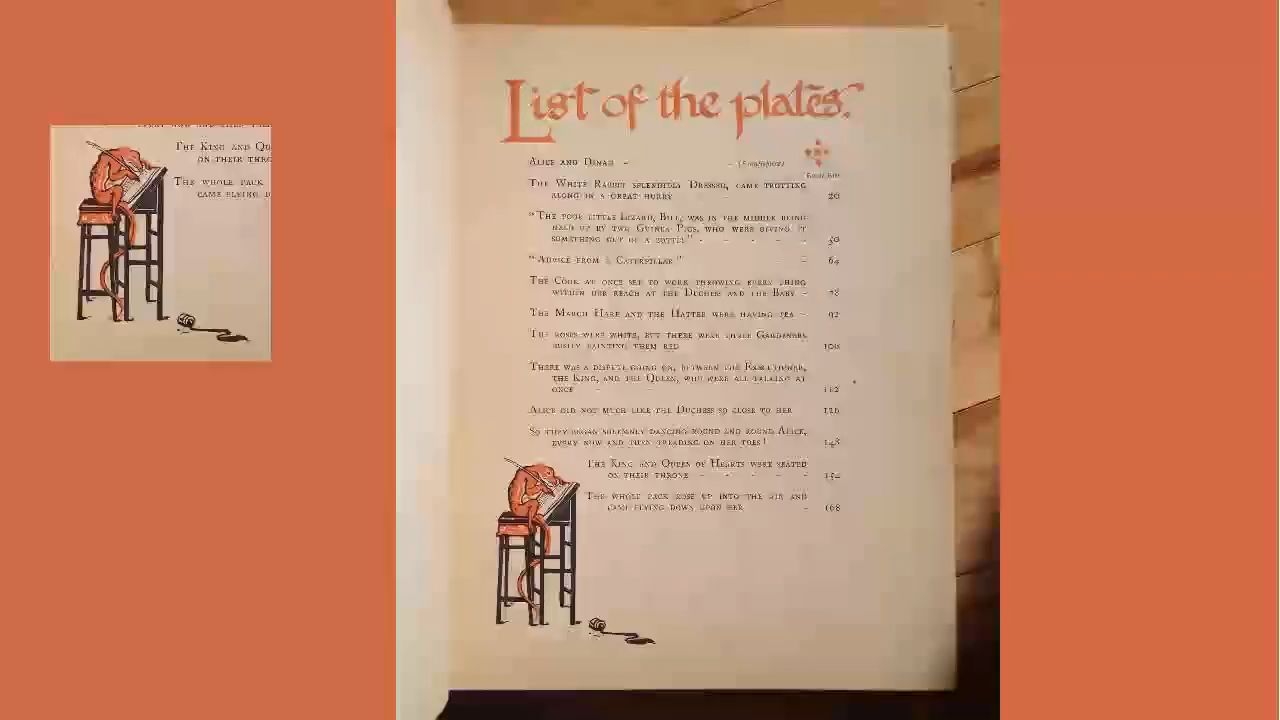 THE KING AND QU
ON THEIR THRO
THE WHOLE PACK
CAME FLYING D
List of the plates.
ALICE AND DINAH - - (Frontispiece)
THE WHITE RABBIT SPLENDIDLY DRESSED, CAME TROTTING
ALONG IN A GREAT HURRY 20
"THE POOR LITTLE LIZARD, BILL, WAS IN THE MIDDLE BEING
HELD UP BY TWO GUINEA PIGS, WHO WERE GIVING IT
SOMETHING OUT OF A BOTTLE" - - - - - 50
"ADVICE FROM A CATERPILLAR" - - 64
THE COOK AT ONCE SET TO WORK THROWING EVERYTHING
WITHIN HER REACH AT THE DUCHESS AND THE BABY - 78
THE MARCH HARE AND THE HATTER WERE HAVING TEA - 92
THE ROSES WERE WHITE, BUT THERE WERE THREE GARDENERS
BUSILY PAINTING THEM RED 100
THERE WAS A DISPUTE GOING ON, BETWEEN THE EXECUTIONER,
THE KING, AND THE QUEEN, WHO WERE ALL TALKING AT
ONCE - 112
ALICE DID NOT MUCH LIKE THE DUCHESS SO CLOSE TO HER 120
SO THEY BEGAN SOLEMNLY DANCING ROUND AND ROUND ALICE,
EVERY NOW AND THEN TREADING ON HER TOES! 148
THE KING AND QUEEN OF HEARTS WERE SEATED
ON THEIR THRONE - - - - - 152
THE WHOLE PACK ROSE UP INTO THE AIR AND
CAME FLYING DOWN UPON HER - 168